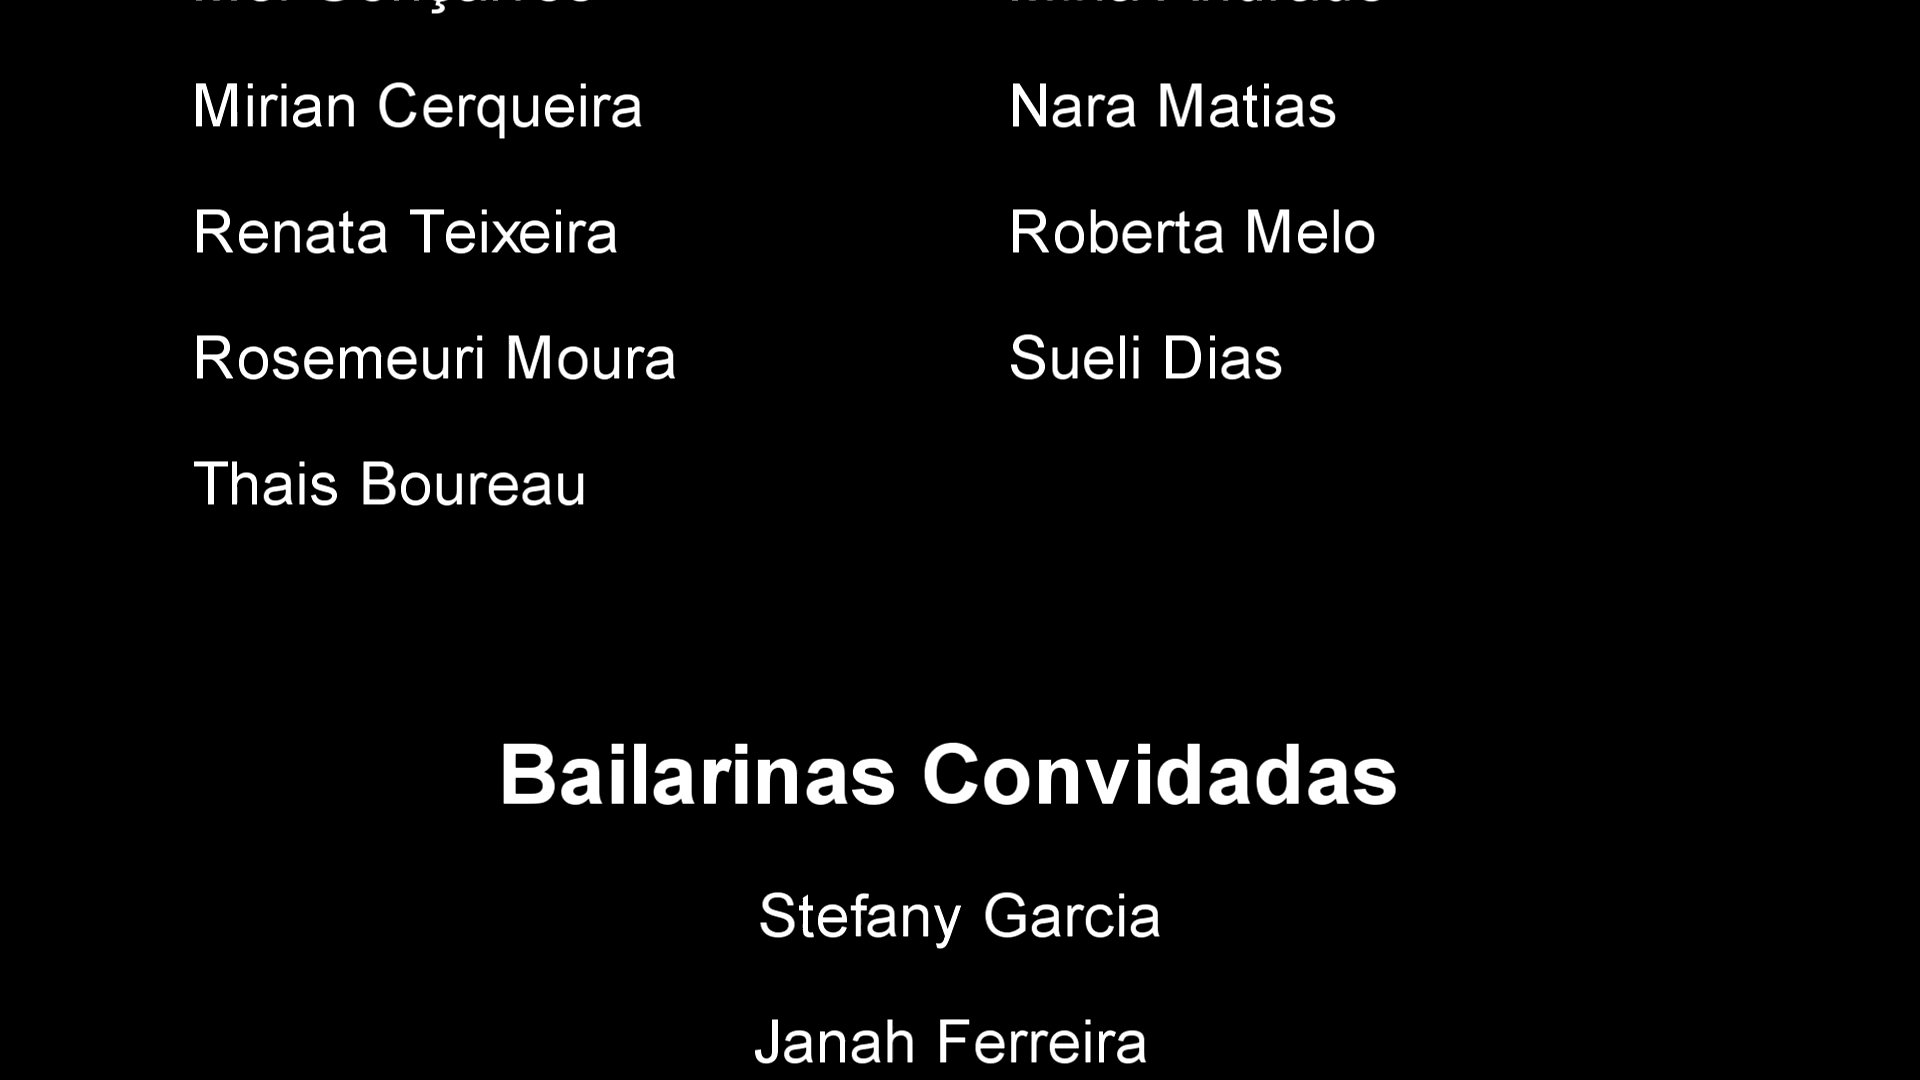 Mirian Cerqueira Nara Matias
Renata Teixeira Roberta Melo
Rosemeuri Moura Sueli Dias
Thais Boureau
Bailarinas Convidadas
Stefany Garcia
Janah Ferreira